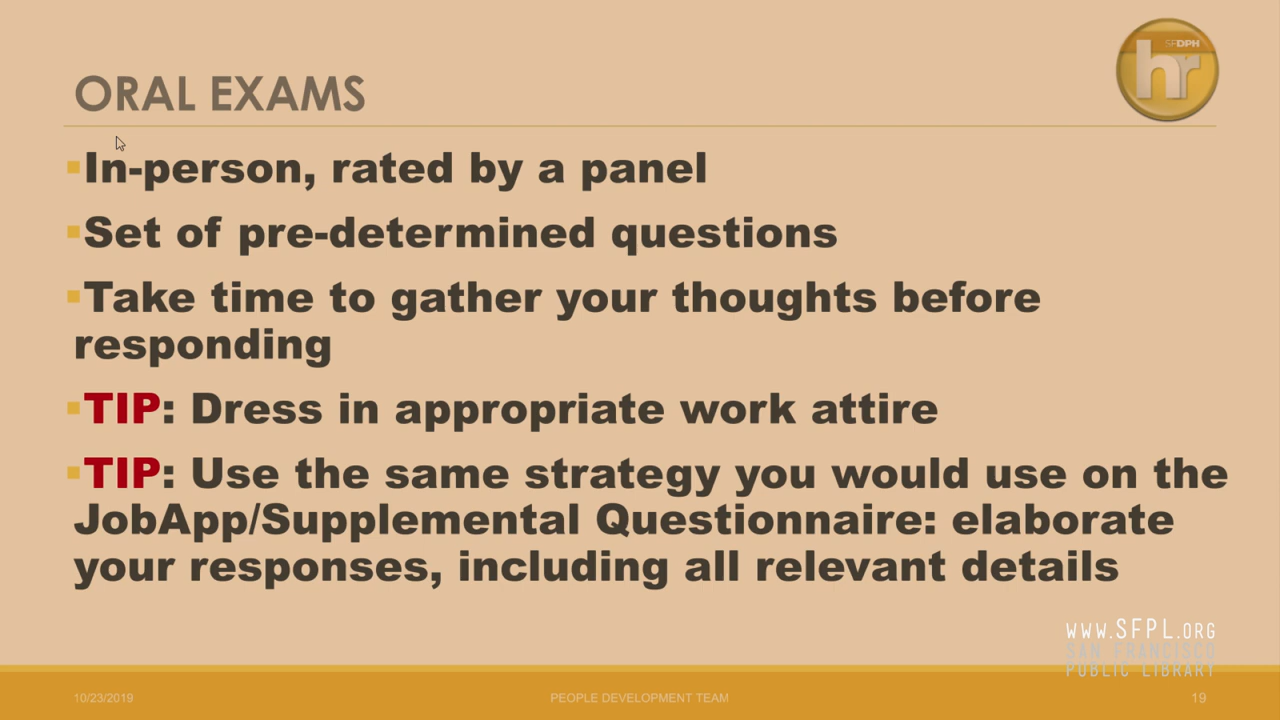 SFDPH
hr
ORAL EXAMS
In-person, rated by a panel
Set of pre-determined questions
Take time to gather your thoughts before
responding
TIP: Dress in appropriate work attire
TIP: Use the same strategy you would use on the
JobApp/Supplemental Questionnaire: elaborate
your responses, including all relevant details
WWW.SFPL.ORG
SAN FRANCISCO
PUBLIC LIBRARY
10/23/2019 PEOPLE DEVELOPMENT TEAM 19